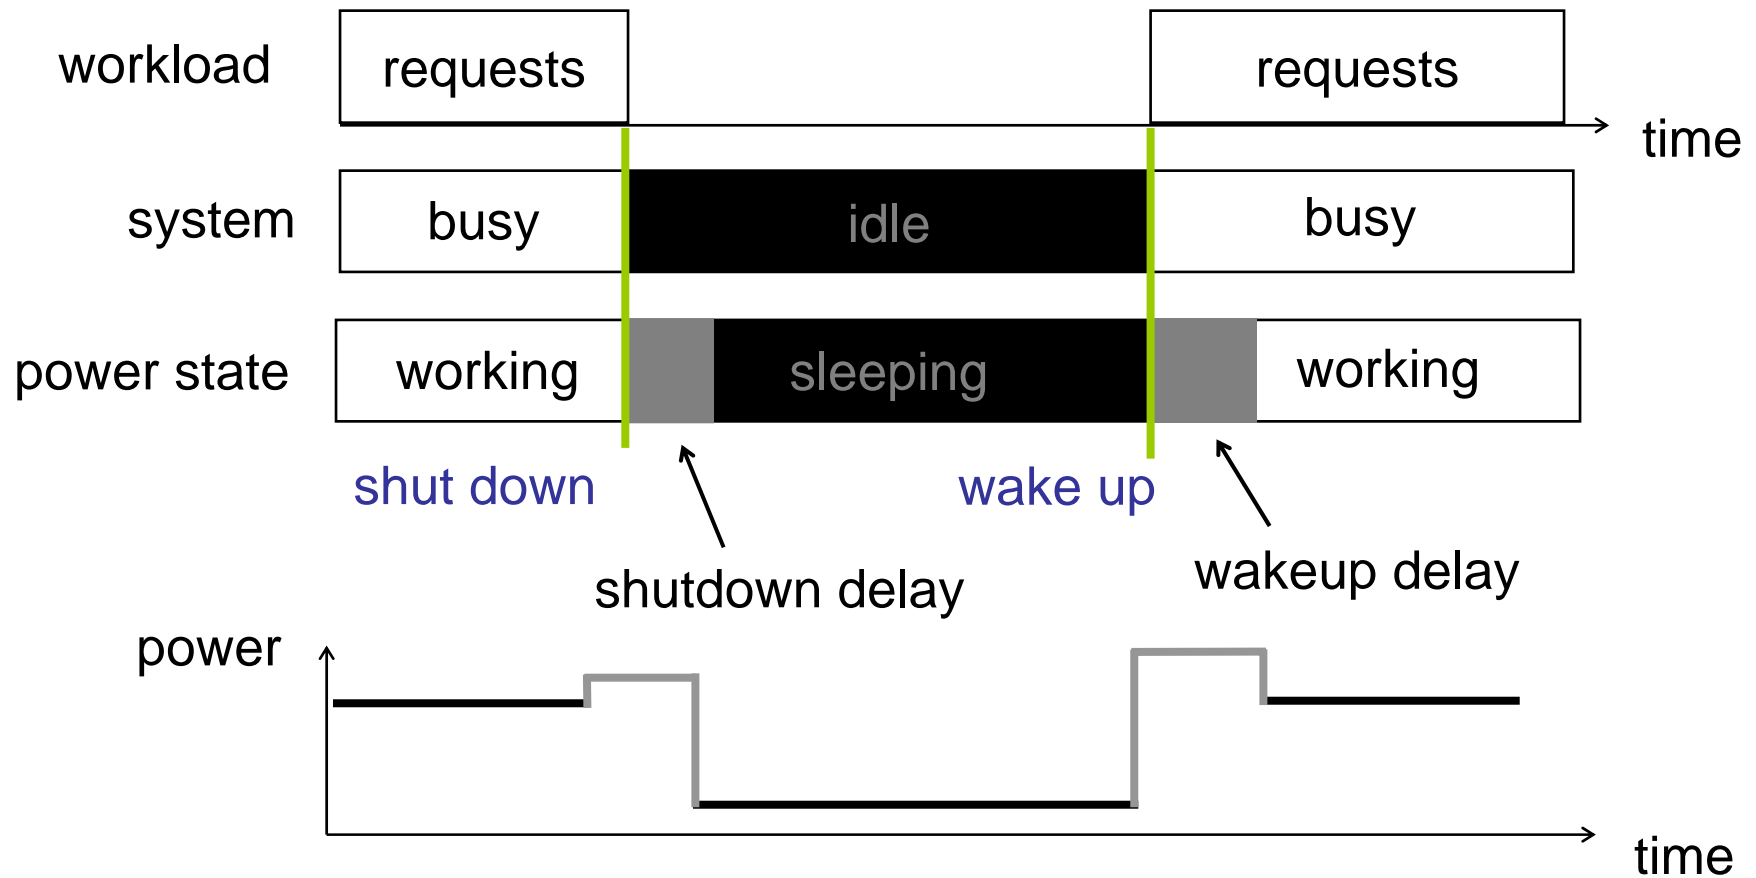 workload
requests
requests
time
system
busy
idle
busy
power state
working
sleeping
working
shut down
wake up
shutdown delay
wakeup delay
power
time